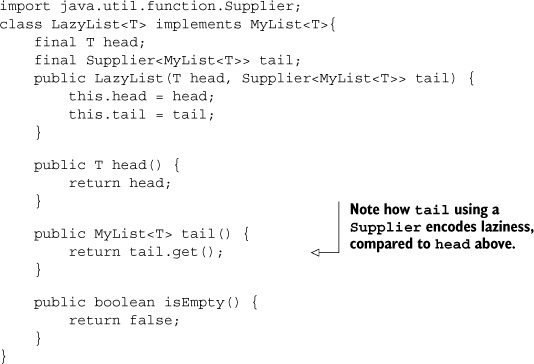 import java.util.function.Supplier;
class LazyList<T> implements MyList<T>{
    final T head;
    final Supplier<MyList<T>> tail;
    public LazyList(T head, Supplier<MyList<T>> tail) {
        this.head = head;
        this.tail = tail;
    }
    public T head() {
        return head;
    }
    public MyList<T> tail() {
        return tail.get();
    }
    public boolean isEmpty() {
        return false;
    }
}
Note how tail using a
Supplier encodes laziness,
compared to head above.